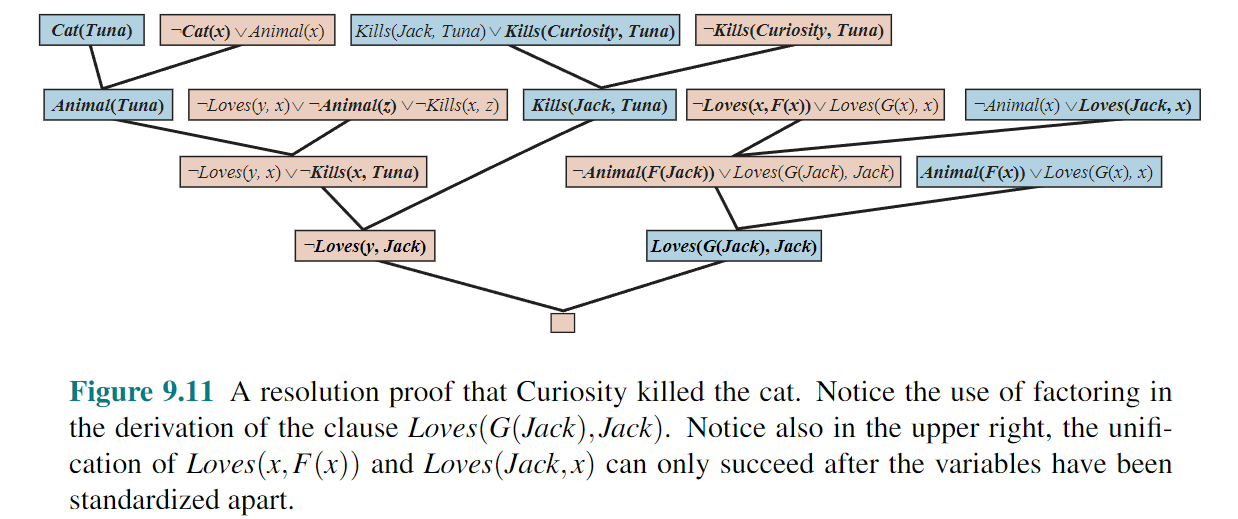 Cat(Tuna) ¬Cat(x) ∨ Animal(x) Kills(Jack, Tuna) ∨ Kills(Curiosity, Tuna) ¬Kills(Curiosity, Tuna)
Animal(Tuna) ¬Loves(y, x) ∨ ¬Animal(z) ∨ ¬Kills(x, z) Kills(Jack, Tuna) ¬Loves(x, F(x)) ∨ Loves(G(x), x) ¬Animal(x) ∨ Loves(Jack, x)
¬Loves(y, x) ∨ ¬Kills(x, Tuna) ¬Animal(F(Jack)) ∨ Loves(G(Jack), Jack) Animal(F(x)) ∨ Loves(G(x), x)
¬Loves(y, Jack) Loves(G(Jack), Jack)
Figure 9.11 A resolution proof that Curiosity killed the cat. Notice the use of factoring in
the derivation of the clause Loves(G(Jack),Jack). Notice also in the upper right, the unifi-
cation of Loves(x,F(x)) and Loves(Jack,x) can only succeed after the variables have been
standardized apart.